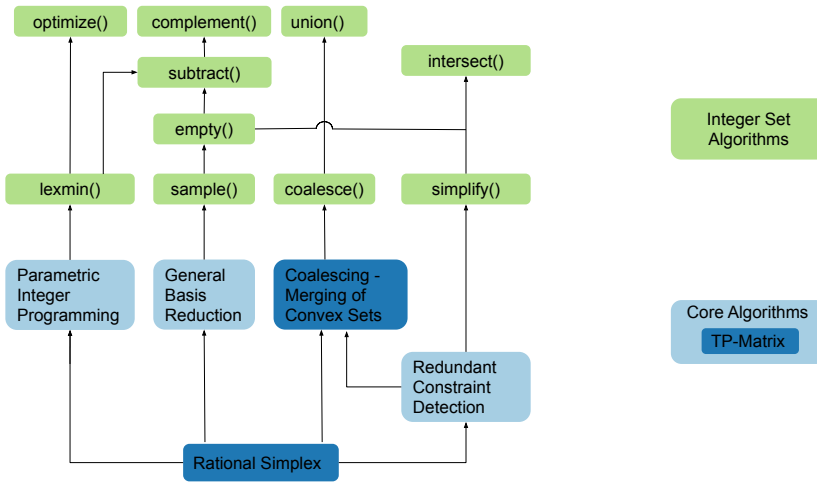 optimize()
complement()
union()
subtract()
intersect()
empty()
Integer Set
Algorithms
lexmin()
sample()
coalesce()
simplify()
Parametric
Integer
Programming
General
Basis
Reduction
Coalescing -
Merging of
Convex Sets
Core Algorithms
TP-Matrix
Redundant
Constraint
Detection
Rational Simplex